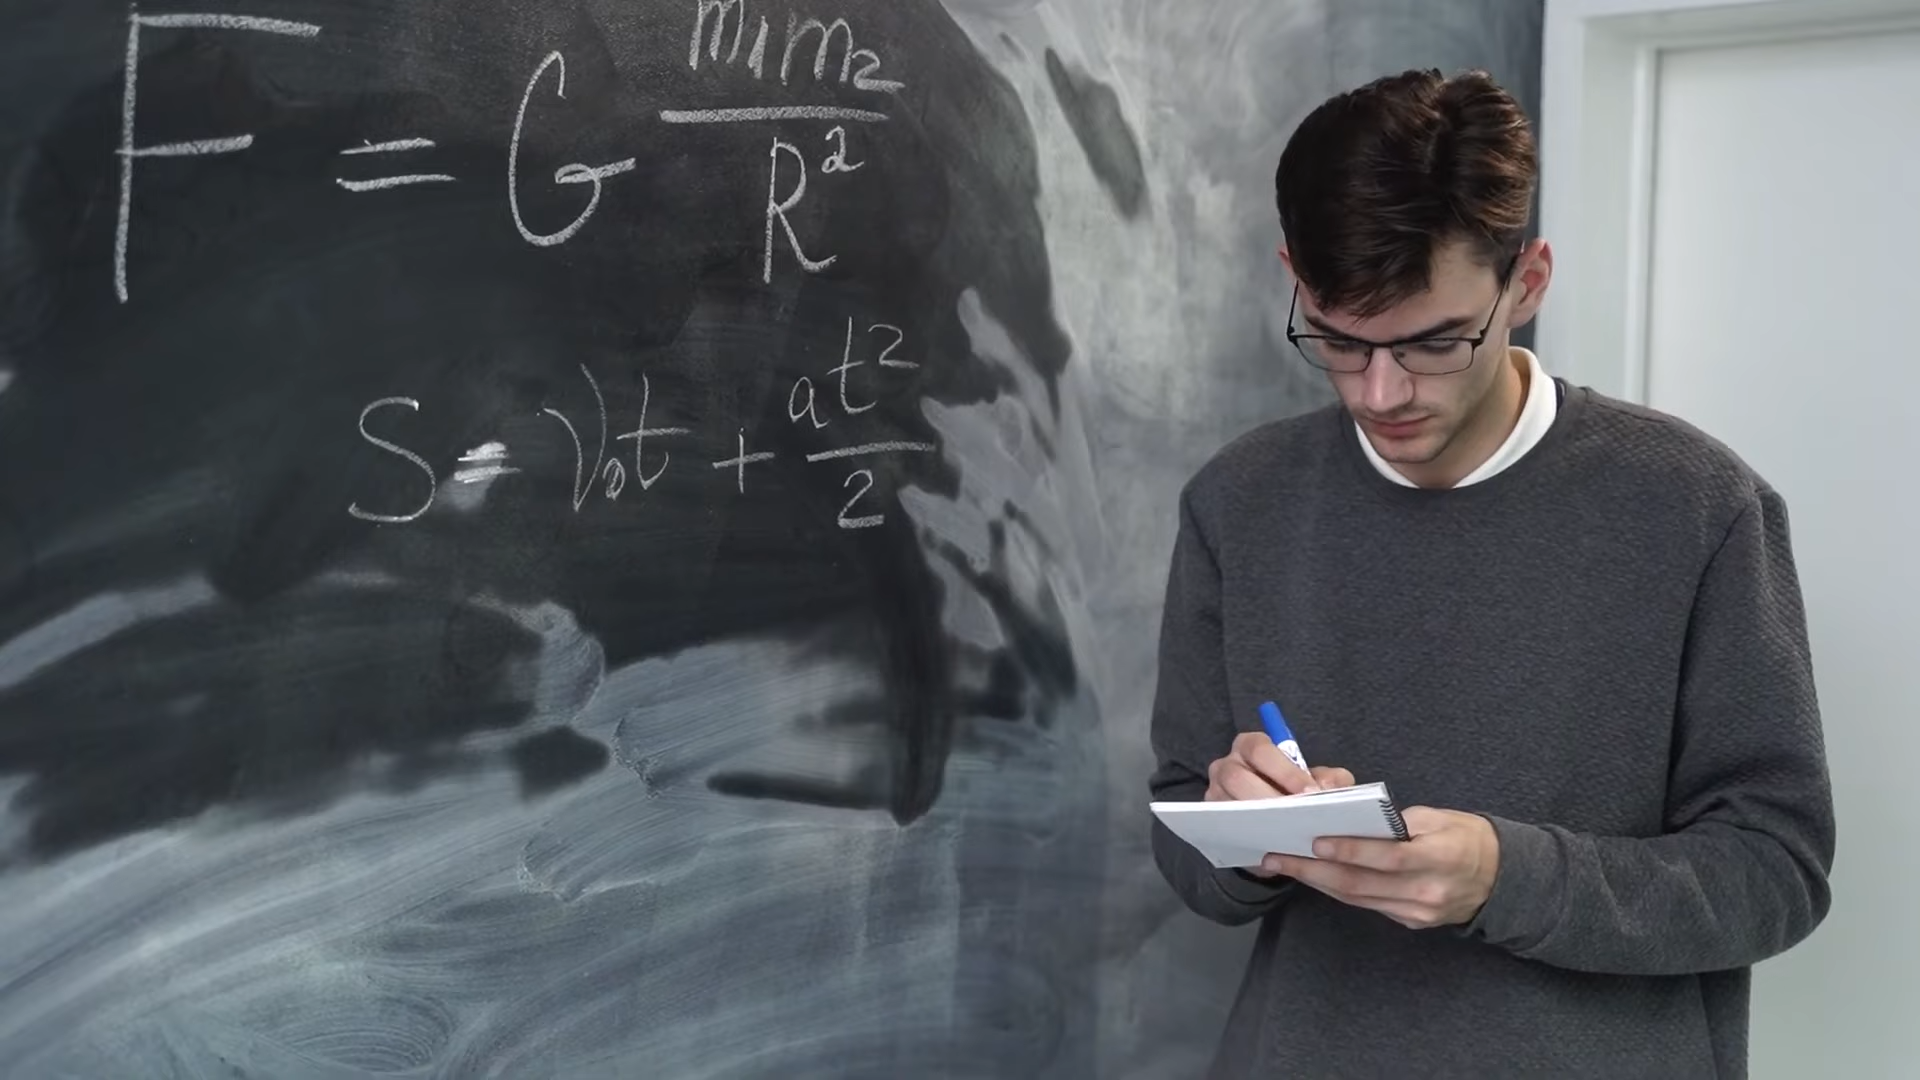 F = G m₁m₂/R²
S = V₀t + at²/2